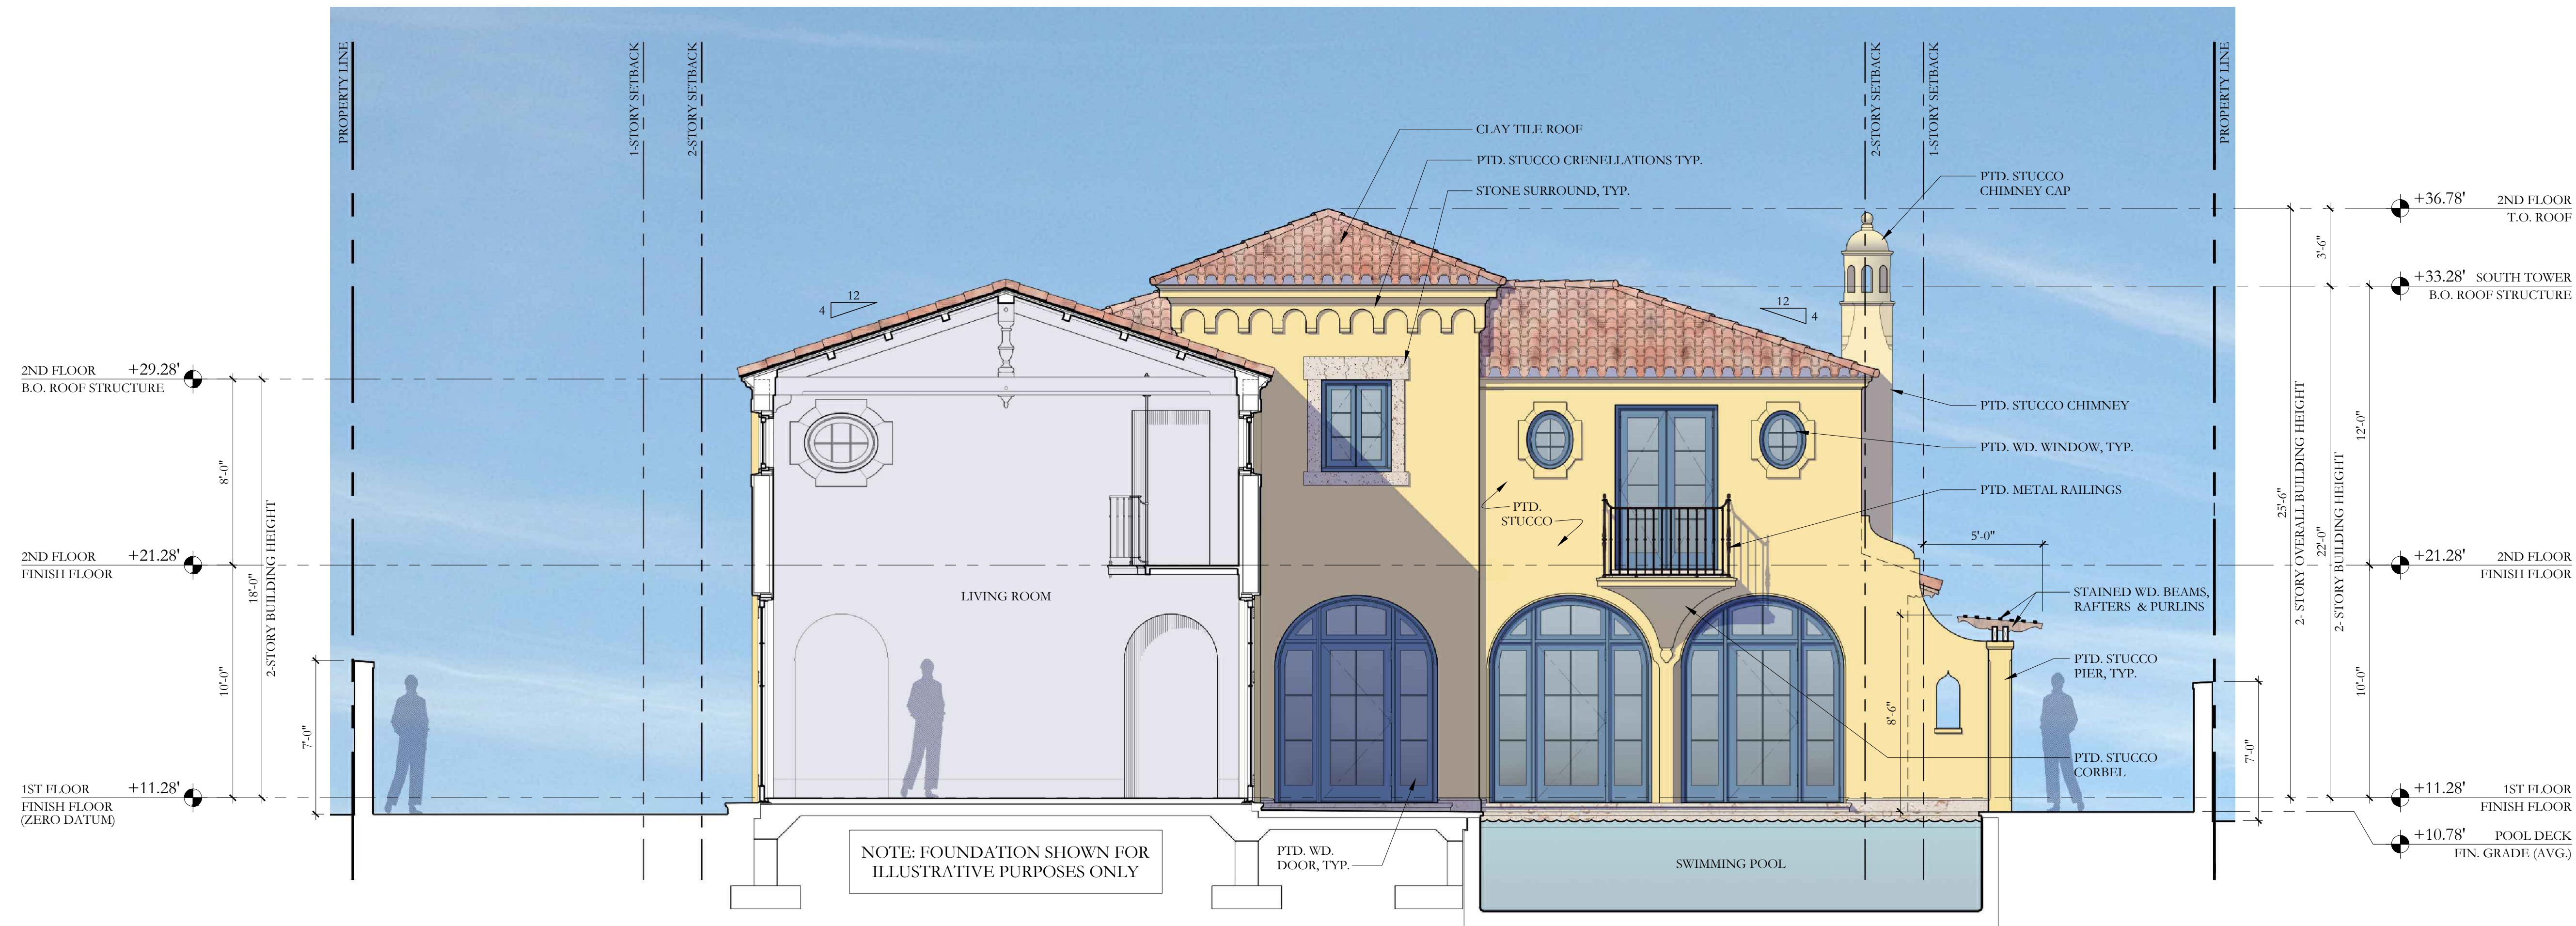 PROPERTY LINE
1-STORY SETBACK
2-STORY SETBACK
2-STORY SETBACK
1-STORY SETBACK
PROPERTY LINE
CLAY TILE ROOF
PTD. STUCCO CRENELLATIONS TYP.
STONE SURROUND, TYP.
PTD. STUCCO
CHIMNEY CAP
+36.78' 2ND FLOOR
T.O. ROOF
3'-6"
+33.28' SOUTH TOWER
B.O. ROOF STRUCTURE
12
4
12
4
2ND FLOOR +29.28'
B.O. ROOF STRUCTURE
8'-0"
2ND FLOOR +21.28'
FINISH FLOOR
18'-0"
2-STORY BUILDING HEIGHT
10'-0"
7'-0"
1ST FLOOR +11.28'
FINISH FLOOR
(ZERO DATUM)
LIVING ROOM
PTD.
STUCCO
PTD. STUCCO CHIMNEY
PTD. WD. WINDOW, TYP.
PTD. METAL RAILINGS
5'-0"
STAINED WD. BEAMS,
RAFTERS & PURLINS
PTD. STUCCO
PIER, TYP.
8'-6"
PTD. STUCCO
CORBEL
7'-0"
25'-6"
2- STORY OVERALL BUILDING HEIGHT
22'-0"
2- STORY BUILDING HEIGHT
12'-0"
10'-0"
+21.28' 2ND FLOOR
FINISH FLOOR
+11.28' 1ST FLOOR
FINISH FLOOR
+10.78' POOL DECK
FIN. GRADE (AVG.)
NOTE: FOUNDATION SHOWN FOR
ILLUSTRATIVE PURPOSES ONLY
PTD. WD.
DOOR, TYP.
SWIMMING POOL